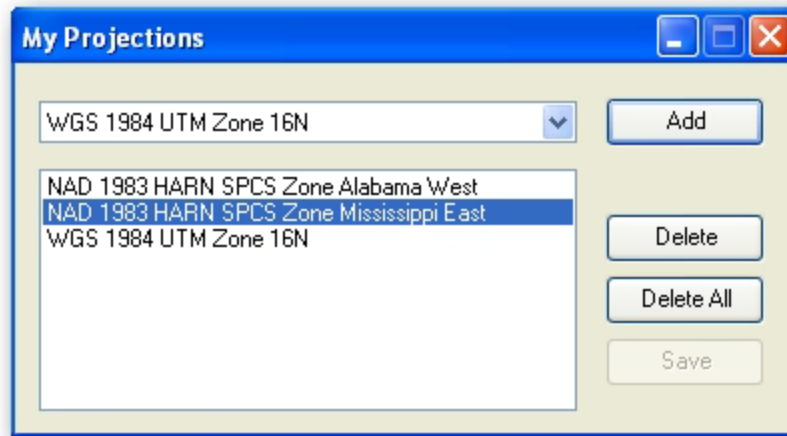 My Projections
WGS 1984 UTM Zone 16N
Add
NAD 1983 HARN SPCS Zone Alabama West
NAD 1983 HARN SPCS Zone Mississippi East
WGS 1984 UTM Zone 16N
Delete
Delete All
Save